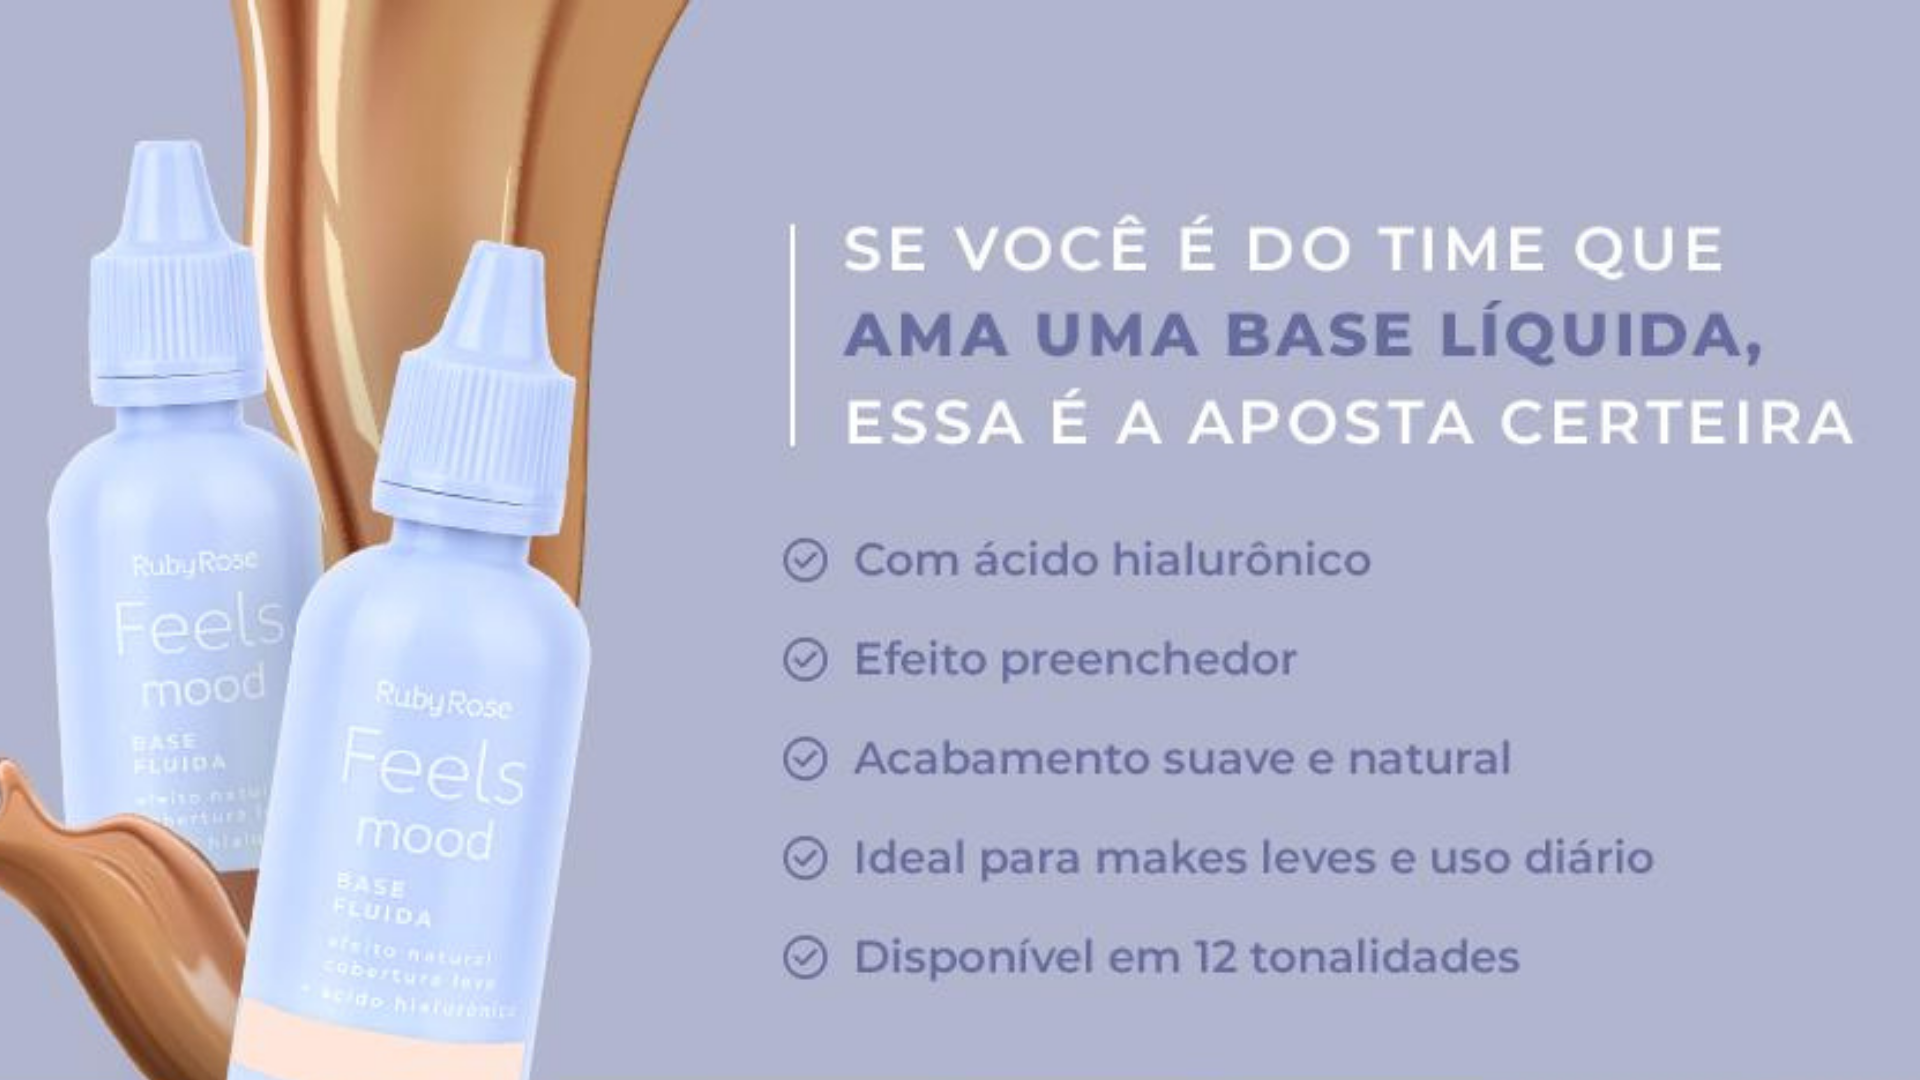 SE VOCÊ É DO TIME QUE
AMA UMA BASE LÍQUIDA,
ESSA É A APOSTA CERTEIRA
Com ácido hialurônico
Efeito preenchedor
Acabamento suave e natural
Ideal para makes leves e uso diário
Disponível em 12 tonalidades
RubyRose
Feels
mood
BASE
FLUIDA
RubyRose
Feels
mood
BASE
FLUIDA
efeito natural
cobertura leve
+ ácido hialurônico